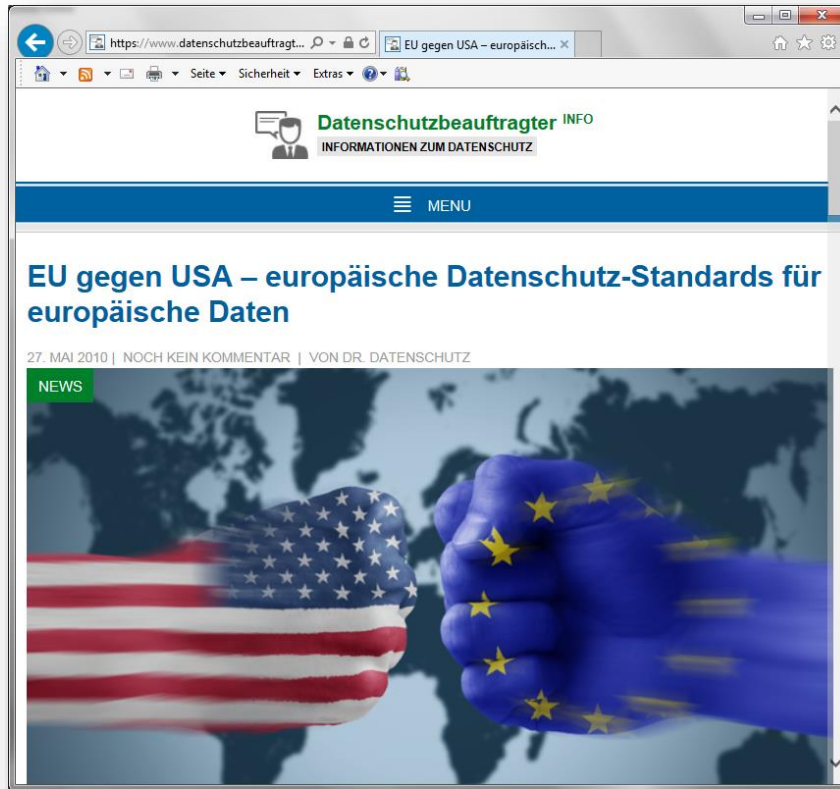 https://www.datenschutzbeauftragt...
EU gegen USA – europäisch...
Seite Sicherheit Extras
Datenschutzbeauftragter INFO
INFORMATIONEN ZUM DATENSCHUTZ
MENU
EU gegen USA – europäische Datenschutz-Standards für
europäische Daten
27. MAI 2010 | NOCH KEIN KOMMENTAR | VON DR. DATENSCHUTZ
NEWS